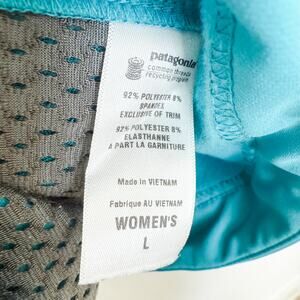 patagonia
common threads
recycling program
92% POLYESTER 8%
SPANDEX
EXCLUSIVE OF TRIM
92% POLYESTER 8%
ELASTHANNE
A PART LA GARNITURE
Made in VIETNAM
Fabrique AU VIETNAM
WOMEN'S
L